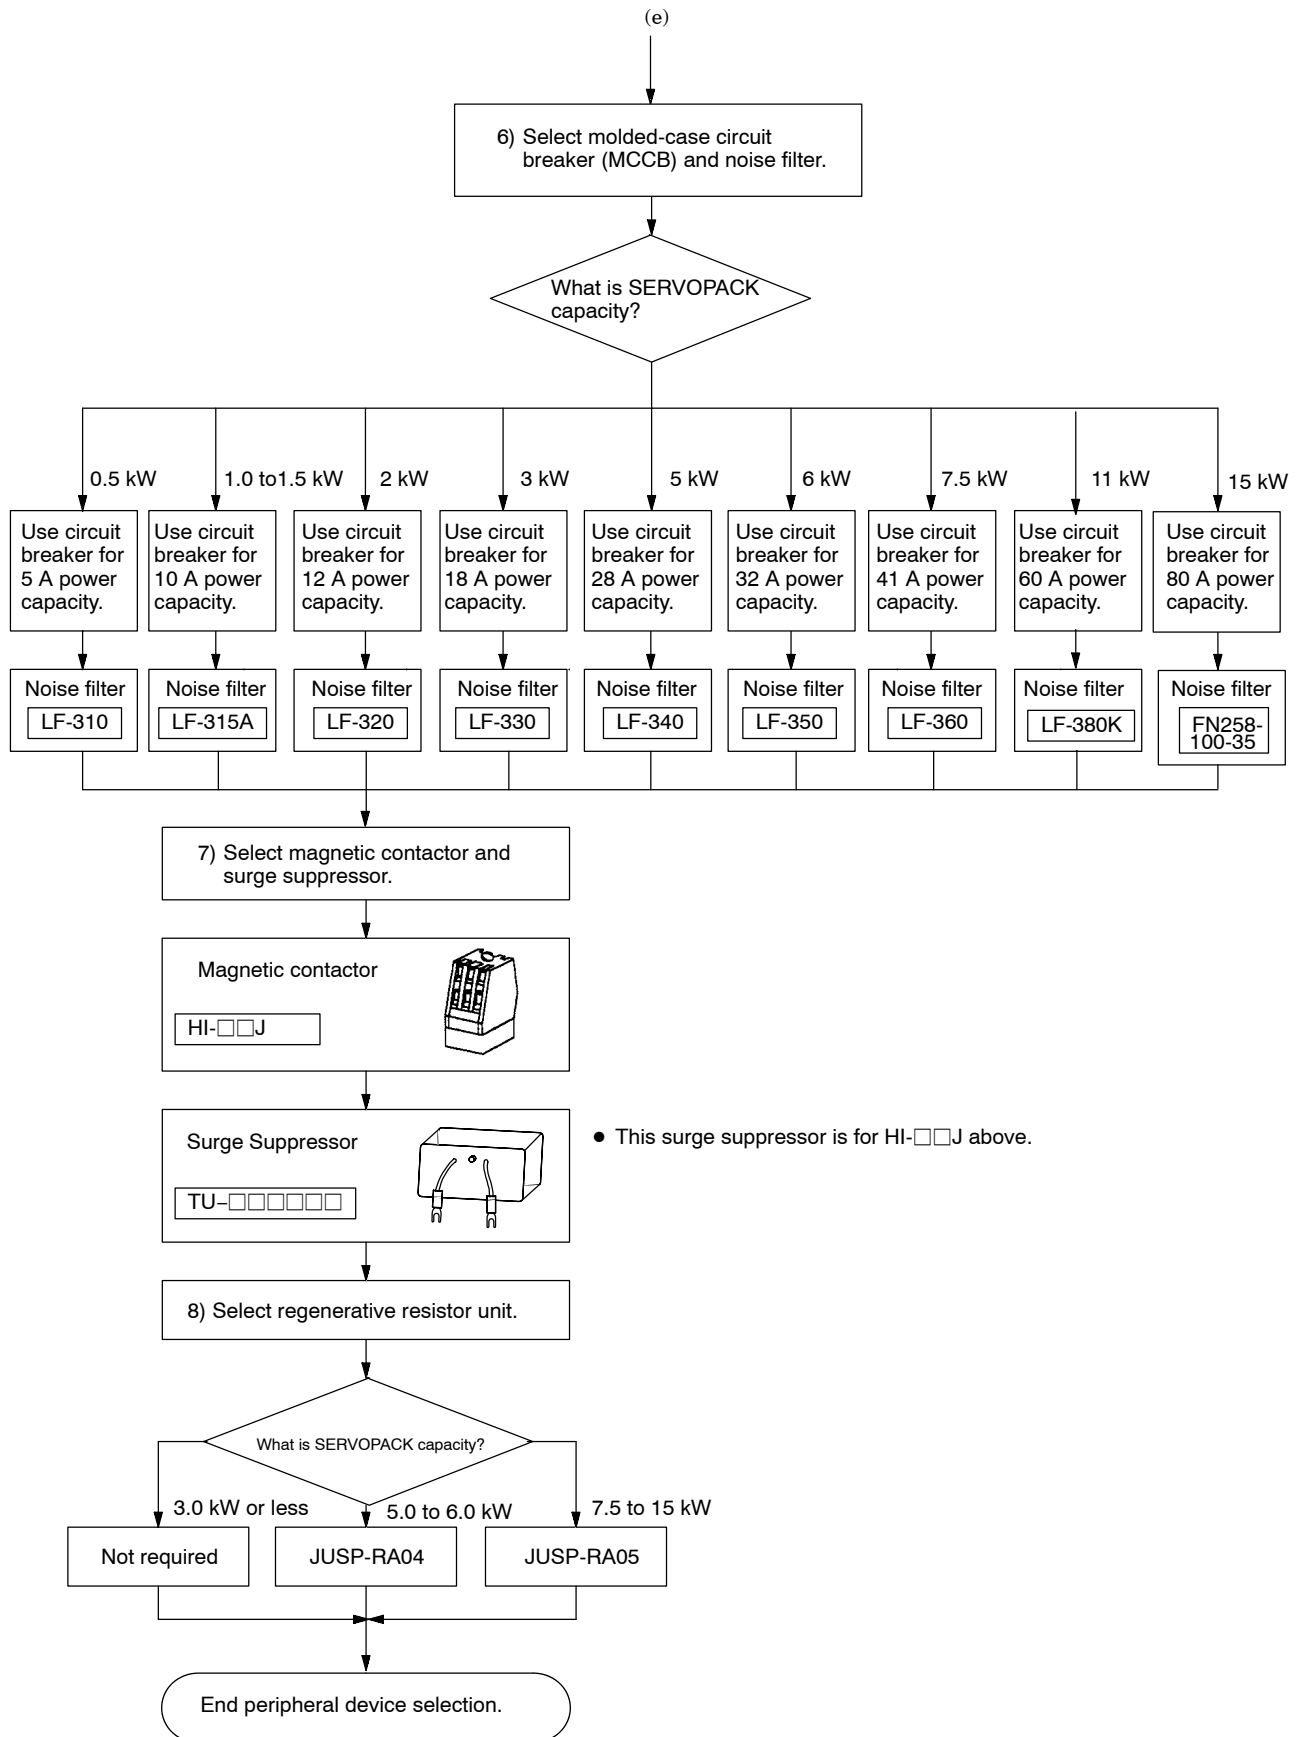 (e)
6) Select molded-case circuit
breaker (MCCB) and noise filter.
What is SERVOPACK
capacity?
0.5 kW
1.0 to1.5 kW
2 kW
3 kW
5 kW
6 kW
7.5 kW
11 kW
15 kW
Use circuit
breaker for
5 A power
capacity.
Use circuit
breaker for
10 A power
capacity.
Use circuit
breaker for
12 A power
capacity.
Use circuit
breaker for
18 A power
capacity.
Use circuit
breaker for
28 A power
capacity.
Use circuit
breaker for
32 A power
capacity.
Use circuit
breaker for
41 A power
capacity.
Use circuit
breaker for
60 A power
capacity.
Use circuit
breaker for
80 A power
capacity.
Noise filter
LF-310
Noise filter
LF-315A
Noise filter
LF-320
Noise filter
LF-330
Noise filter
LF-340
Noise filter
LF-350
Noise filter
LF-360
Noise filter
LF-380K
Noise filter
FN258-
100-35
7) Select magnetic contactor and
surge suppressor.
Magnetic contactor
HI-□□J
Surge Suppressor
TU–□□□□□□
● This surge suppressor is for HI-□□J above.
8) Select regenerative resistor unit.
What is SERVOPACK capacity?
3.0 kW or less
5.0 to 6.0 kW
7.5 to 15 kW
Not required
JUSP-RA04
JUSP-RA05
End peripheral device selection.